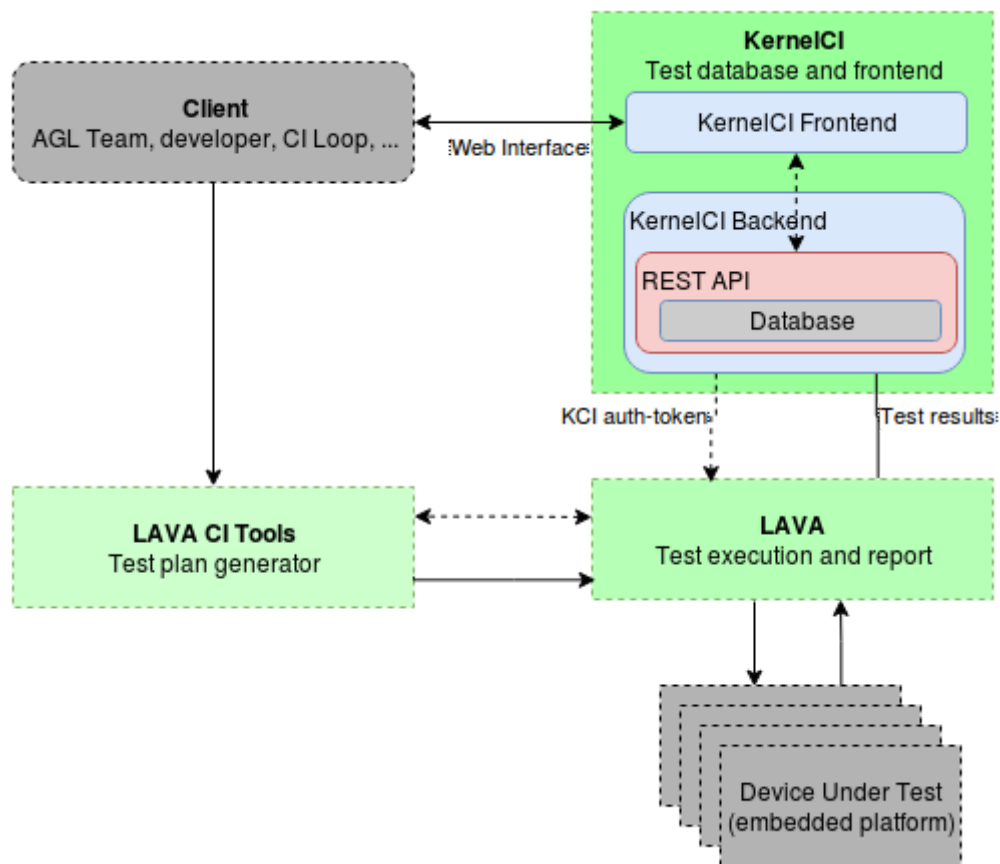 KernelCI
Test database and frontend
Client
AGL Team, developer, CI Loop, ...
KernelCI Frontend
Web Interface
KernelCI Backend
REST API
Database
KCI auth-token
Test results
LAVA CI Tools
Test plan generator
LAVA
Test execution and report
Device Under Test
(embedded platform)